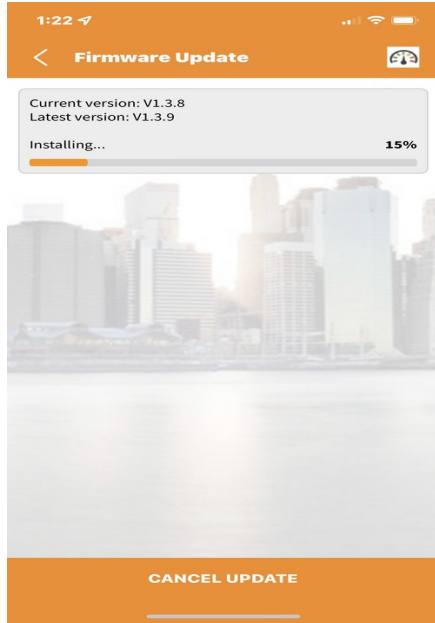 1:22
Firmware Update
Current version: V1.3.8
Latest version: V1.3.9
Installing... 15%
CANCEL UPDATE